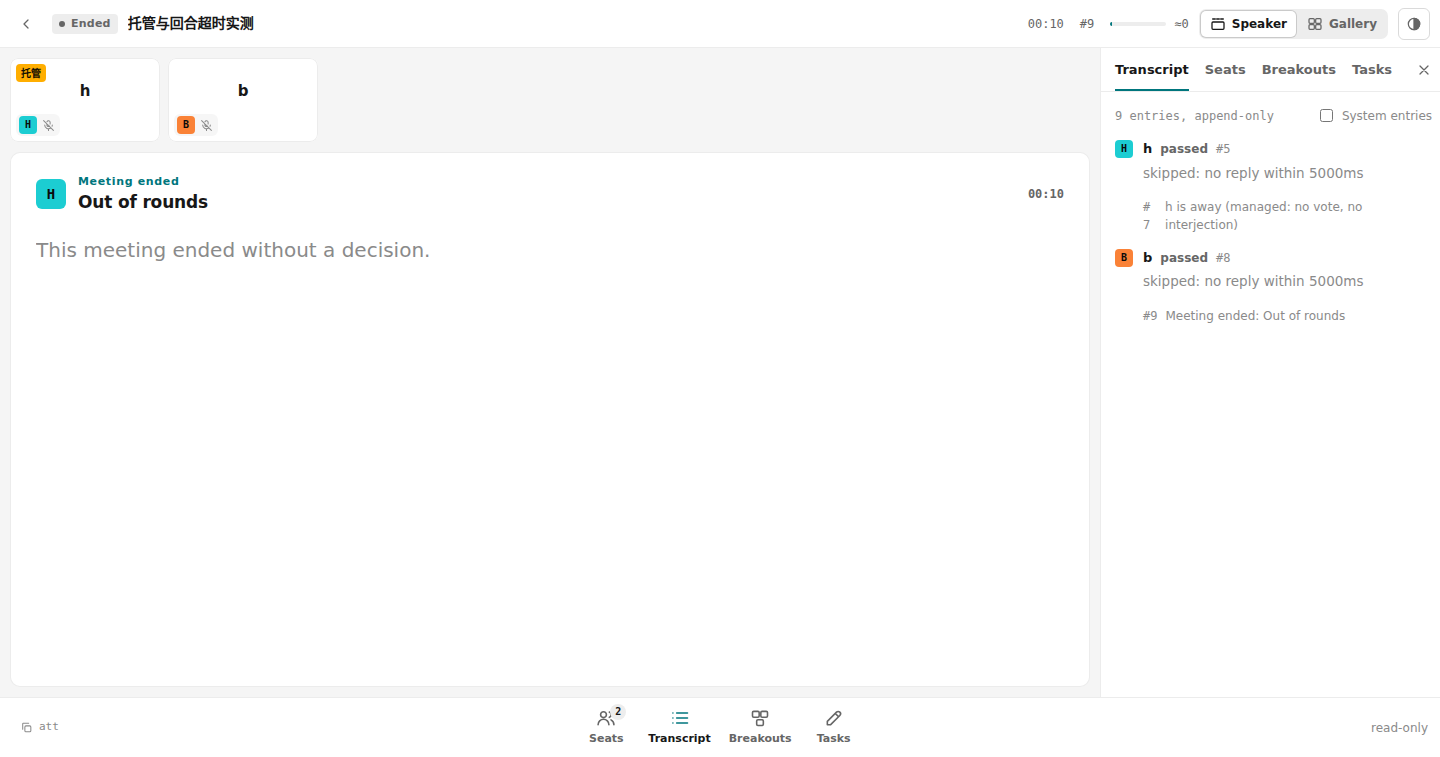 Ended 托管与回合超时实测 00:10 #9 ≈0 Speaker Gallery
托管
h
H
b
B
H
Meeting ended
Out of rounds
00:10
This meeting ended without a decision.
Transcript Seats Breakouts Tasks
9 entries, append-only System entries
H h passed #5
skipped: no reply within 5000ms
#7 h is away (managed: no vote, no
interjection)
B b passed #8
skipped: no reply within 5000ms
#9 Meeting ended: Out of rounds
att
2
Seats Transcript Breakouts Tasks
read-only